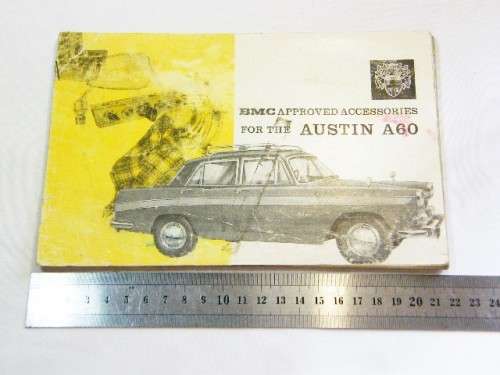 BMC APPROVED ACCESSORIES
FOR THE AUSTIN A60
3 4 5 6 7 8 9 10 11 12 13 14 15 16 17 18 19 20 21 22 23 24